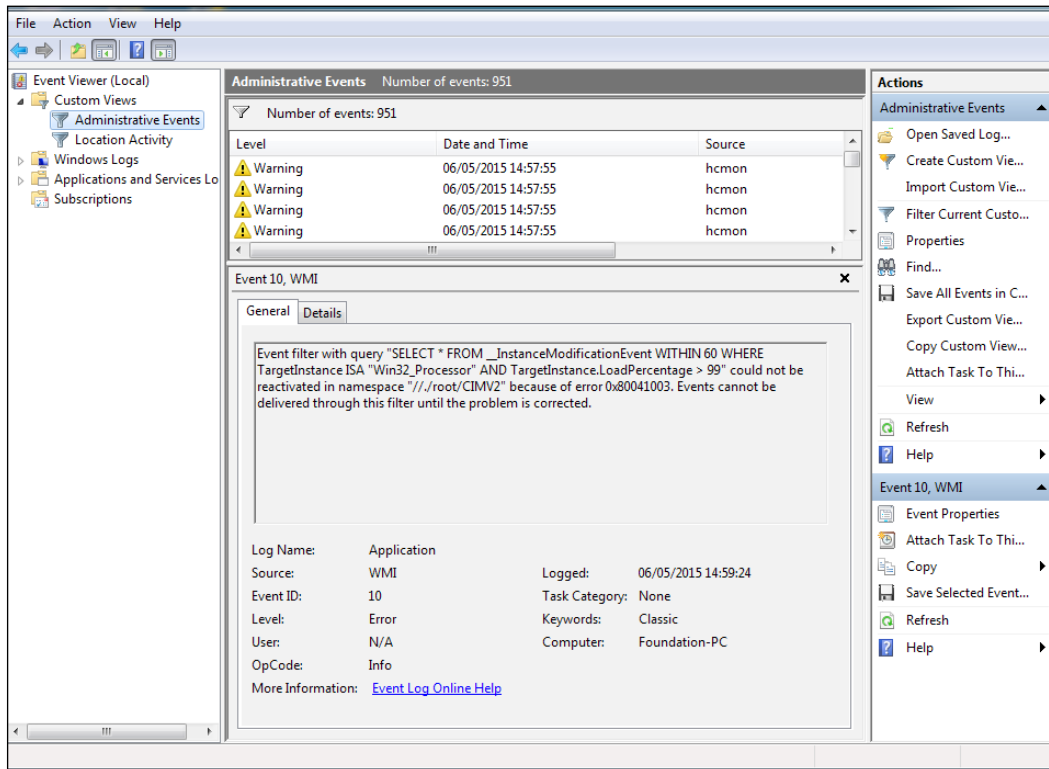 File Action View Help
Event Viewer (Local)
Custom Views
Administrative Events
Location Activity
Windows Logs
Applications and Services Lo
Subscriptions
Administrative Events Number of events: 951
Number of events: 951
Level Date and Time Source
Warning 06/05/2015 14:57:55 hcmon
Warning 06/05/2015 14:57:55 hcmon
Warning 06/05/2015 14:57:55 hcmon
Warning 06/05/2015 14:57:55 hcmon
Event 10, WMI
General Details
Event filter with query "SELECT * FROM __InstanceModificationEvent WITHIN 60 WHERE
TargetInstance ISA "Win32_Processor" AND TargetInstance.LoadPercentage > 99" could not be
reactivated in namespace "//./root/CIMV2" because of error 0x80041003. Events cannot be
delivered through this filter until the problem is corrected.
Log Name: Application
Source: WMI Logged: 06/05/2015 14:59:24
Event ID: 10 Task Category: None
Level: Error Keywords: Classic
User: N/A Computer: Foundation-PC
OpCode: Info
More Information: Event Log Online Help
Actions
Administrative Events
Open Saved Log...
Create Custom Vie...
Import Custom Vie...
Filter Current Custo...
Properties
Find...
Save All Events in C...
Export Custom Vie...
Copy Custom View...
Attach Task To Thi...
View
Refresh
Help
Event 10, WMI
Event Properties
Attach Task To Thi...
Copy
Save Selected Event...
Refresh
Help